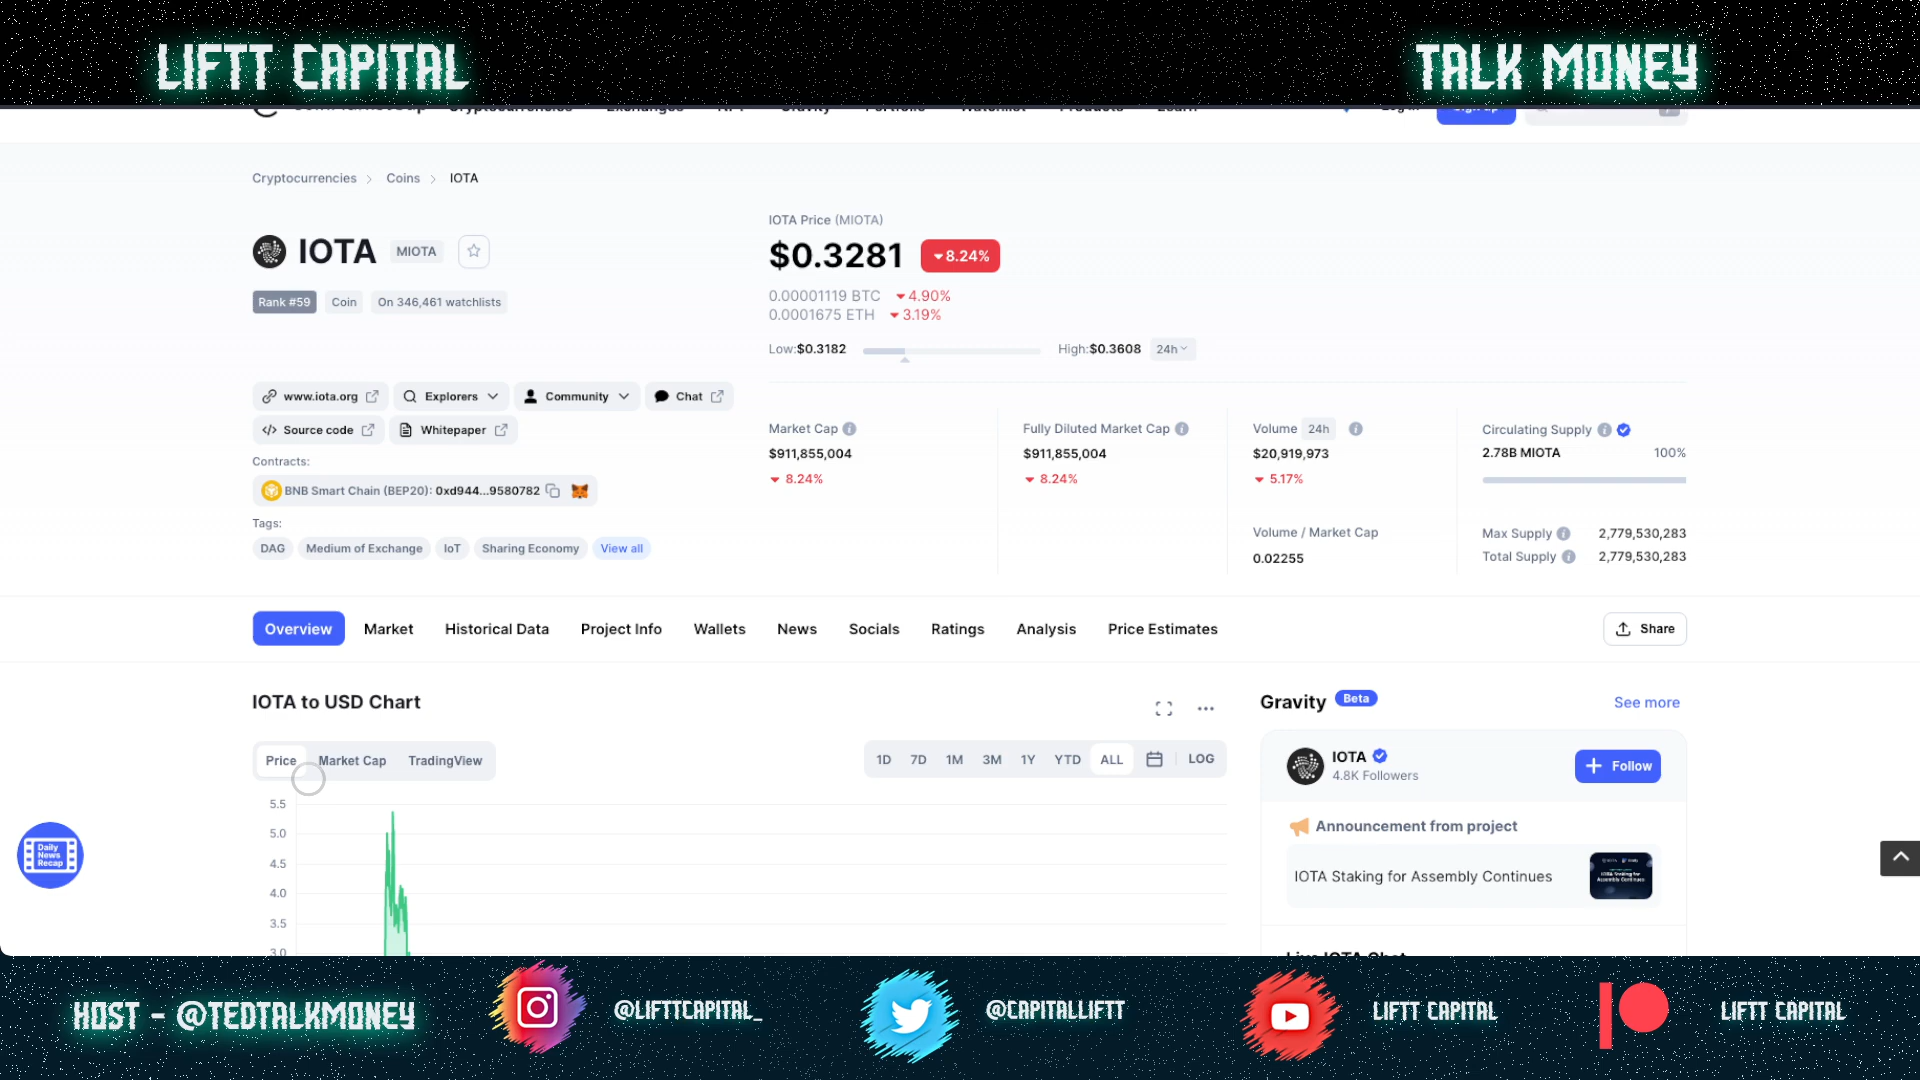 LIFTT CAPITAL
TALK MONEY
Cryptocurrencies
Coins
IOTA
IOTA MIOTA
Rank #59 Coin On 346,461 watchlists
IOTA Price (MIOTA)
$0.3281 8.24%
0.00001119 BTC 4.90%
0.0001675 ETH 3.19%
Low:$0.3182 High:$0.3608 24h
www.iota.org Explorers Community Chat
Source code Whitepaper
Contracts:
BNB Smart Chain (BEP20): 0xd944...9580782
Tags:
DAG Medium of Exchange IoT Sharing Economy View all
Market Cap
$911,855,004
8.24%
Fully Diluted Market Cap
$911,855,004
8.24%
Volume 24h
$20,919,973
5.17%
Volume / Market Cap
0.02255
Circulating Supply
2.78B MIOTA 100%
Max Supply 2,779,530,283
Total Supply 2,779,530,283
Overview Market Historical Data Project Info Wallets News Socials Ratings Analysis Price Estimates Share
IOTA to USD Chart
Price Market Cap TradingView
1D 7D 1M 3M 1Y YTD ALL LOG
5.5
5.0
4.5
4.0
3.5
3.0
Gravity Beta See more
IOTA
4.8K Followers
Follow
Announcement from project
IOTA Staking for Assembly Continues
Daily
News
Recap
HOST - @TEDTALKMONEY
@LIFTTCAPITAL_
@CAPITALLIFTT
LIFTT CAPITAL
LIFTT CAPITAL